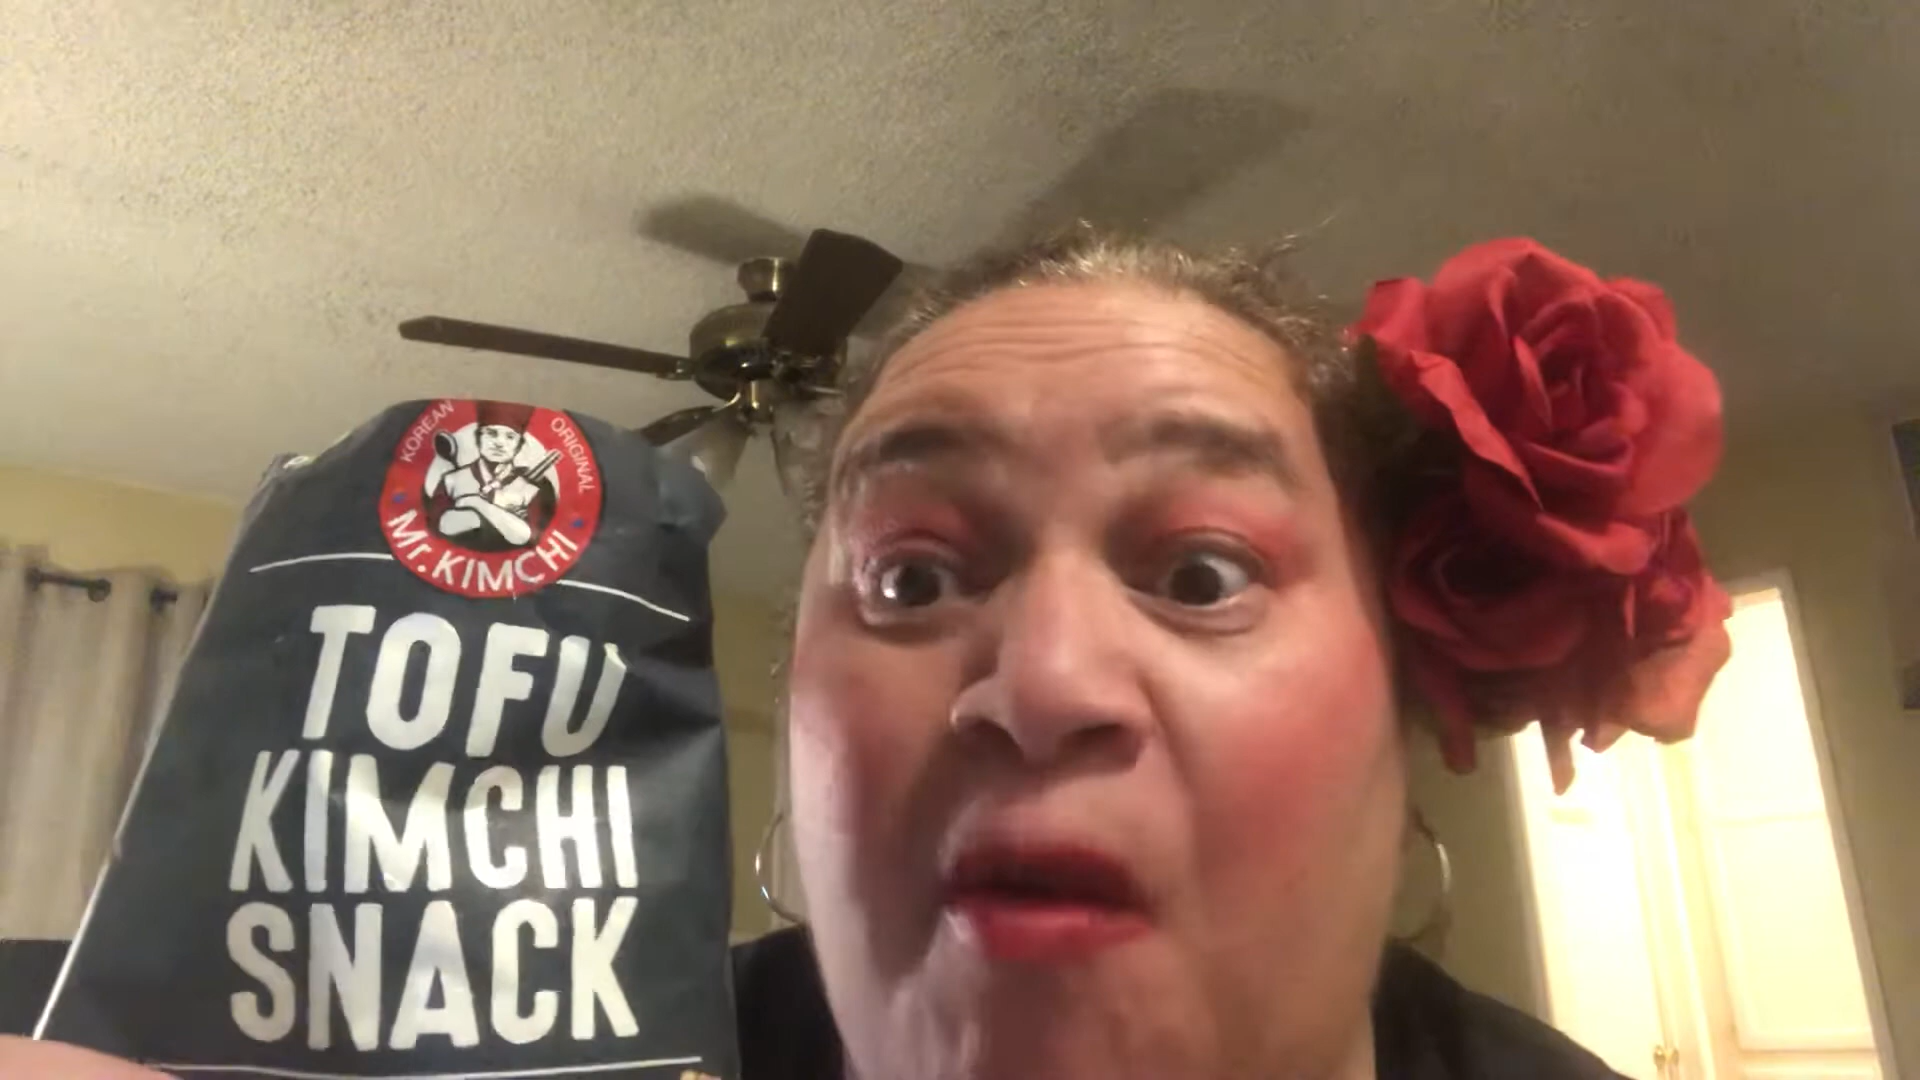 KOREAN ORIGINAL
Mr. KIMCHI
TOFU
KIMCHI
SNACK